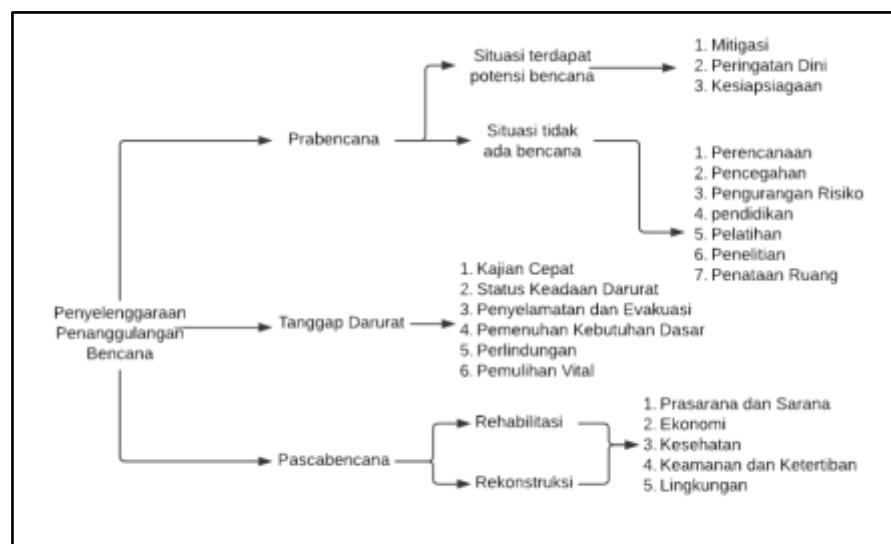 Situasi terdapat
potensi bencana
1. Mitigasi
2. Peringatan Dini
3. Kesiapsiagaan
Prabencana
Situasi tidak
ada bencana
1. Perencanaan
2. Pencegahan
3. Pengurangan Risiko
4. pendidikan
5. Pelatihan
6. Penelitian
7. Penataan Ruang
Penyelenggaraan
Penanggulangan
Bencana
Tanggap Darurat
1. Kajian Cepat
2. Status Keadaan Darurat
3. Penyelamatan dan Evakuasi
4. Pemenuhan Kebutuhan Dasar
5. Perlindungan
6. Pemulihan Vital
Pascabencana
Rehabilitasi
Rekonstruksi
1. Prasarana dan Sarana
2. Ekonomi
3. Kesehatan
4. Keamanan dan Ketertiban
5. Lingkungan